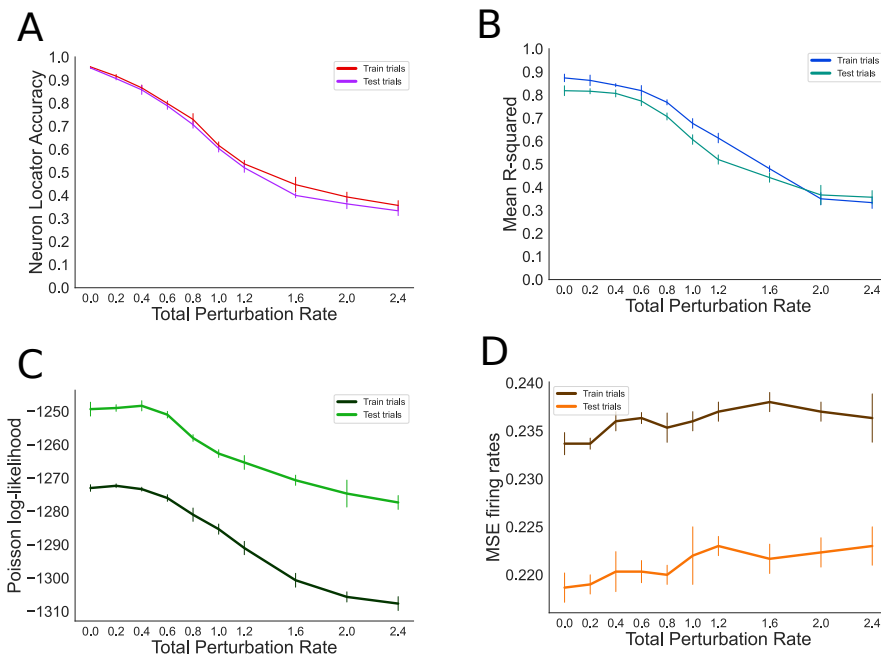 A
Neuron Locator Accuracy
1.0
0.9
0.8
0.7
0.6
0.5
0.4
0.3
0.2
0.1
0.0
Train trials
Test trials
0.0 0.2 0.4 0.6 0.8 1.0 1.2 1.6 2.0 2.4
Total Perturbation Rate
B
Mean R-squared
1.0
0.9
0.8
0.7
0.6
0.5
0.4
0.3
0.2
0.1
0.0
Train trials
Test trials
0.0 0.2 0.4 0.6 0.8 1.0 1.2 1.6 2.0 2.4
Total Perturbation Rate
C
Poisson log-likelihood
−1250
−1260
−1270
−1280
−1290
−1300
−1310
Train trials
Test trials
0.0 0.2 0.4 0.6 0.8 1.0 1.2 1.6 2.0 2.4
Total Perturbation Rate
D
MSE firing rates
0.240
0.235
0.230
0.225
0.220
Train trials
Test trials
0.0 0.2 0.4 0.6 0.8 1.0 1.2 1.6 2.0 2.4
Total Perturbation Rate